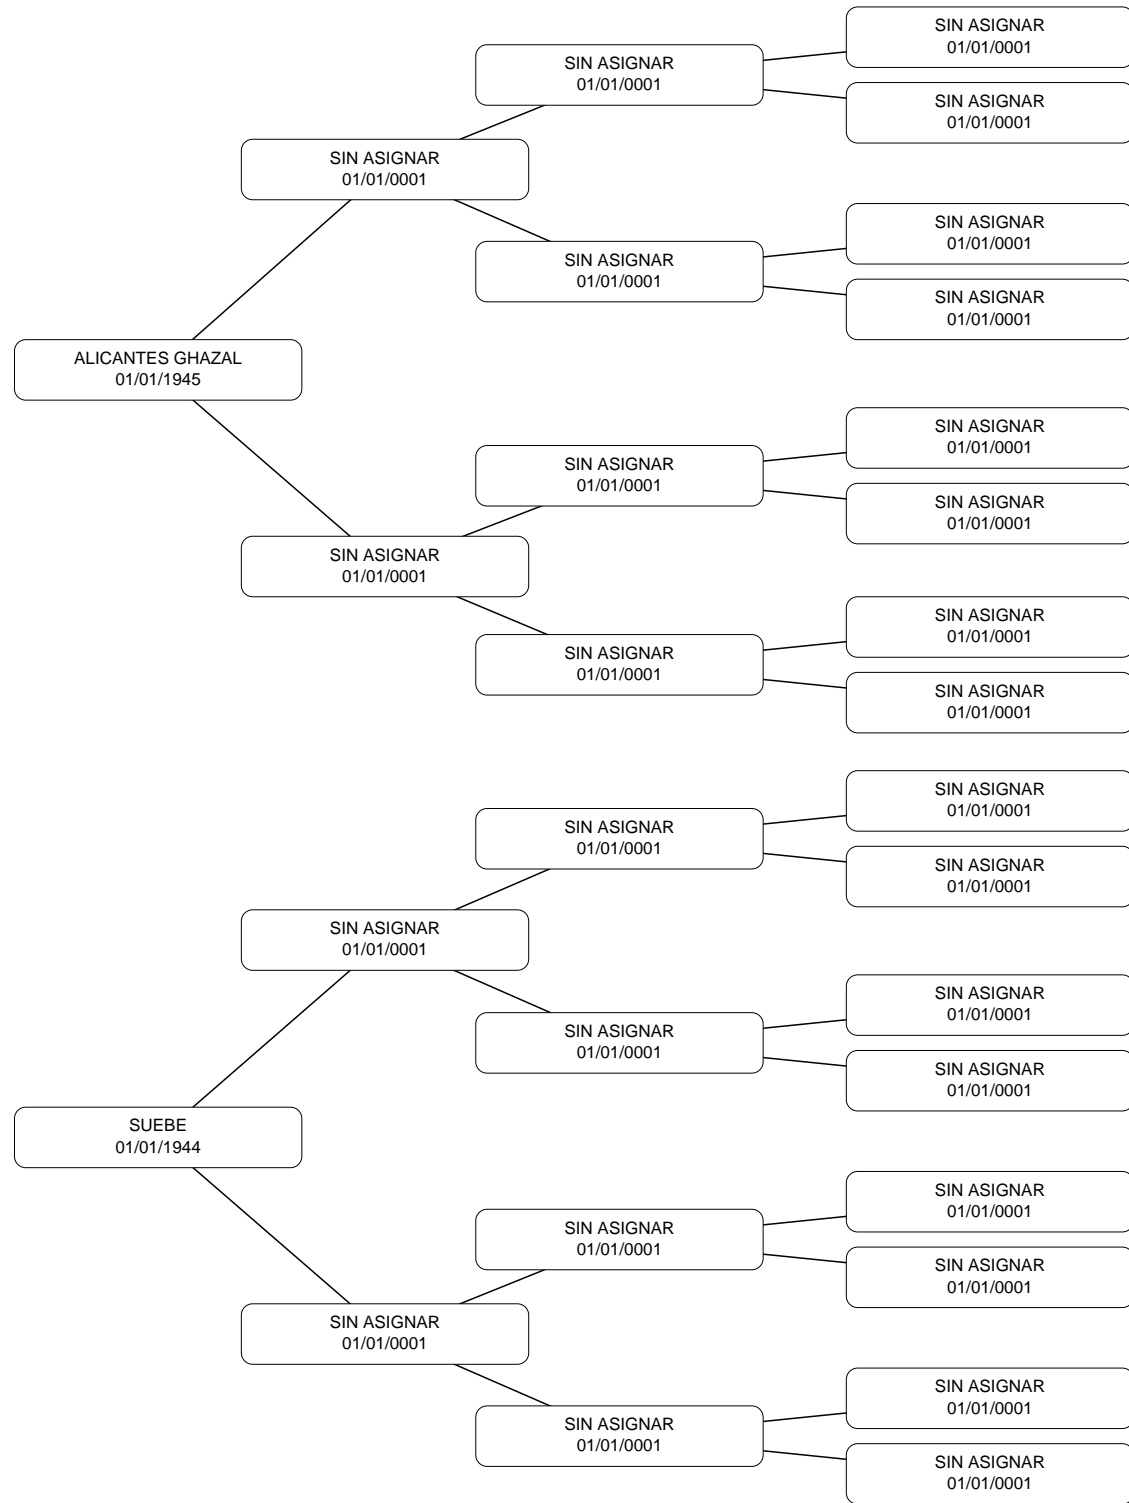 SIN ASIGNAR
01/01/0001
SIN ASIGNAR
01/01/0001
SIN ASIGNAR
01/01/0001
SIN ASIGNAR
01/01/0001
SIN ASIGNAR
01/01/0001
SIN ASIGNAR
01/01/0001
SIN ASIGNAR
01/01/0001
ALICANTES GHAZAL
01/01/1945
SIN ASIGNAR
01/01/0001
SIN ASIGNAR
01/01/0001
SIN ASIGNAR
01/01/0001
SIN ASIGNAR
01/01/0001
SIN ASIGNAR
01/01/0001
SIN ASIGNAR
01/01/0001
SIN ASIGNAR
01/01/0001
SIN ASIGNAR
01/01/0001
SIN ASIGNAR
01/01/0001
SIN ASIGNAR
01/01/0001
SIN ASIGNAR
01/01/0001
SIN ASIGNAR
01/01/0001
SIN ASIGNAR
01/01/0001
SIN ASIGNAR
01/01/0001
SUEBE
01/01/1944
SIN ASIGNAR
01/01/0001
SIN ASIGNAR
01/01/0001
SIN ASIGNAR
01/01/0001
SIN ASIGNAR
01/01/0001
SIN ASIGNAR
01/01/0001
SIN ASIGNAR
01/01/0001
SIN ASIGNAR
01/01/0001